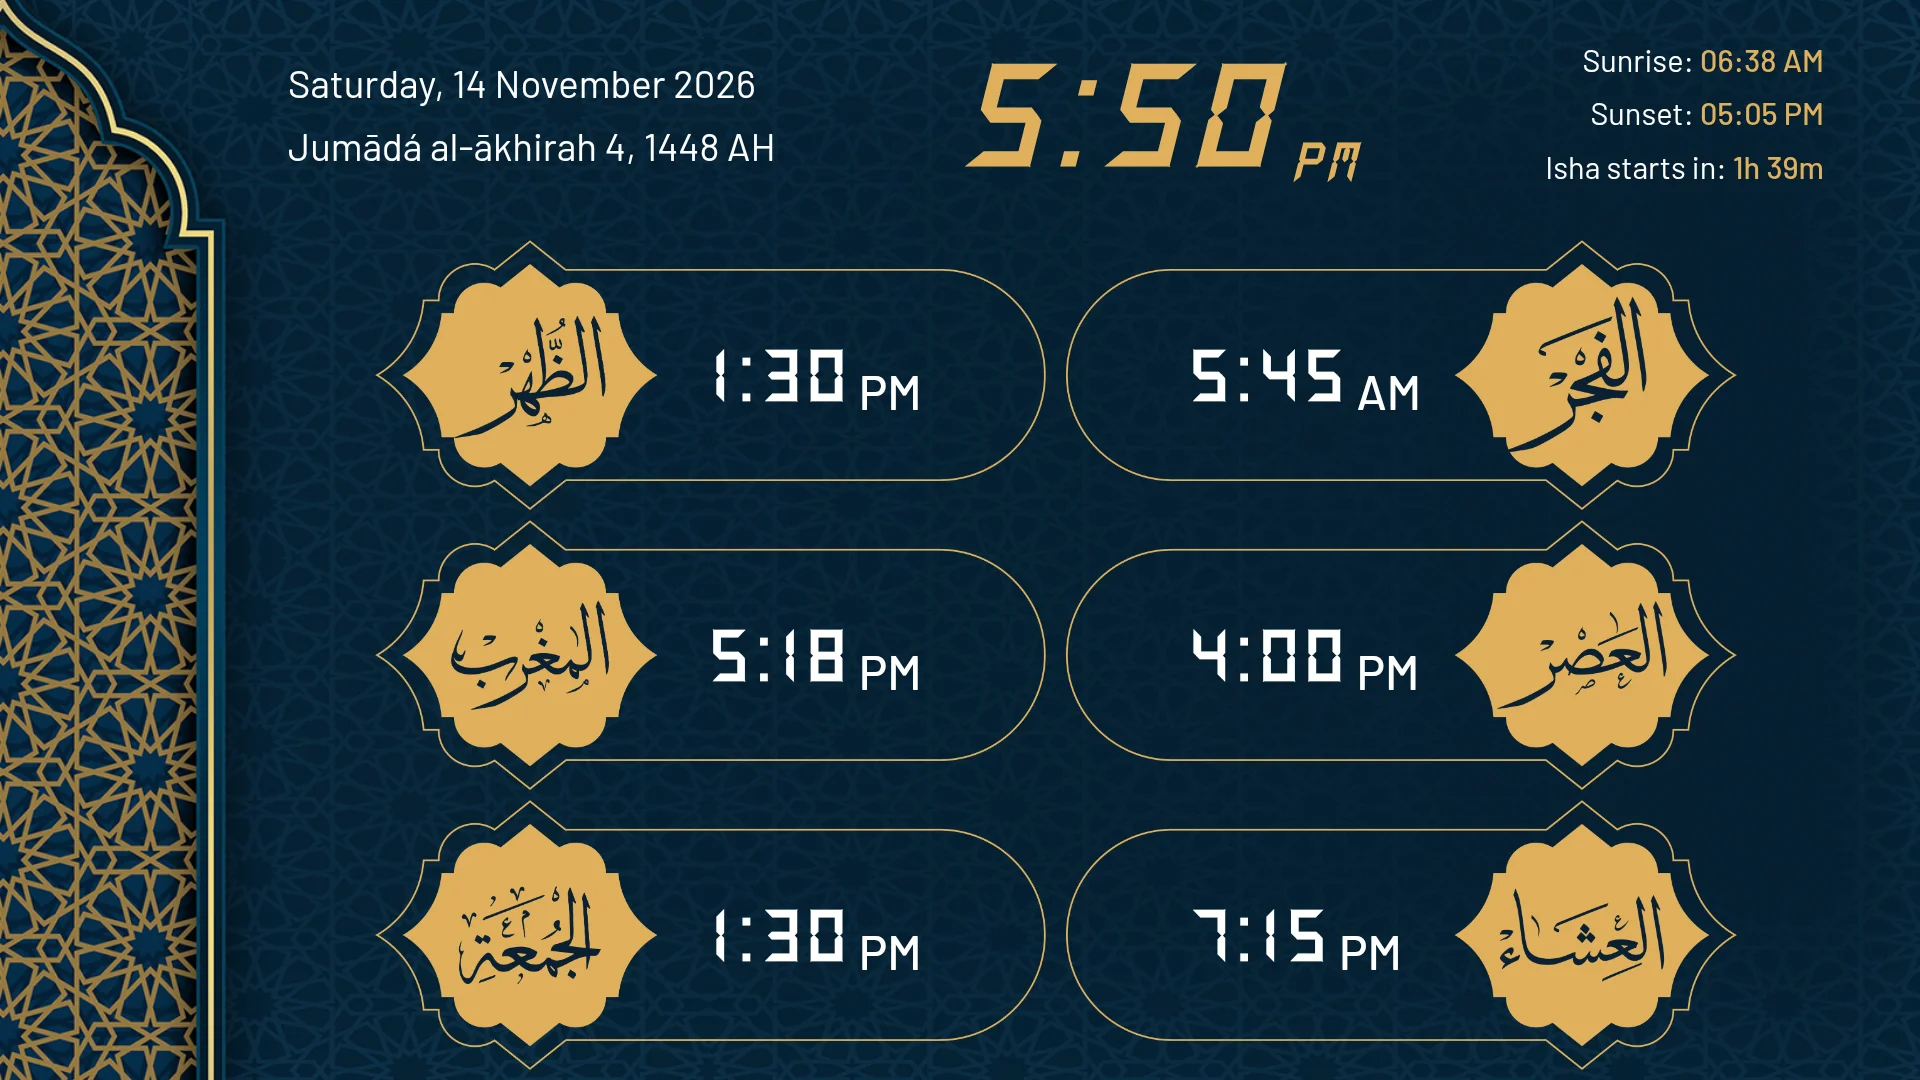 Saturday, 14 November 2026
Jumādá al-ākhirah 4, 1448 AH
5:50 PM
Sunrise: 06:38 AM
Sunset: 05:05 PM
Isha starts in: 1h 39m
الفجر
5:45 AM
الظهر
1:30 PM
العصر
4:00 PM
المغرب
5:18 PM
العشاء
7:15 PM
الجمعة
1:30 PM